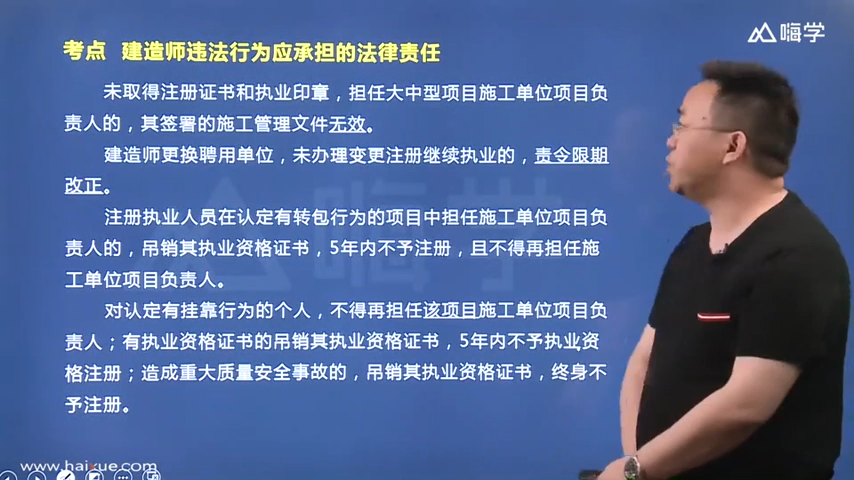 嗨学
考点 建造师违法行为应承担的法律责任
未取得注册证书和执业印章，担任大中型项目施工单位项目负
责人的，其签署的施工管理文件无效。
建造师更换聘用单位，未办理变更注册继续执业的，责令限期
改正。
注册执业人员在认定有转包行为的项目中担任施工单位项目负
责人的，吊销其执业资格证书，5年内不予注册，且不得再担任施
工单位项目负责人。
对认定有挂靠行为的个人，不得再担任该项目施工单位项目负
责人；有执业资格证书的吊销其执业资格证书，5年内不予执业资
格注册；造成重大质量安全事故的，吊销其执业资格证书，终身不
予注册。
嗨学
www.haixue.com